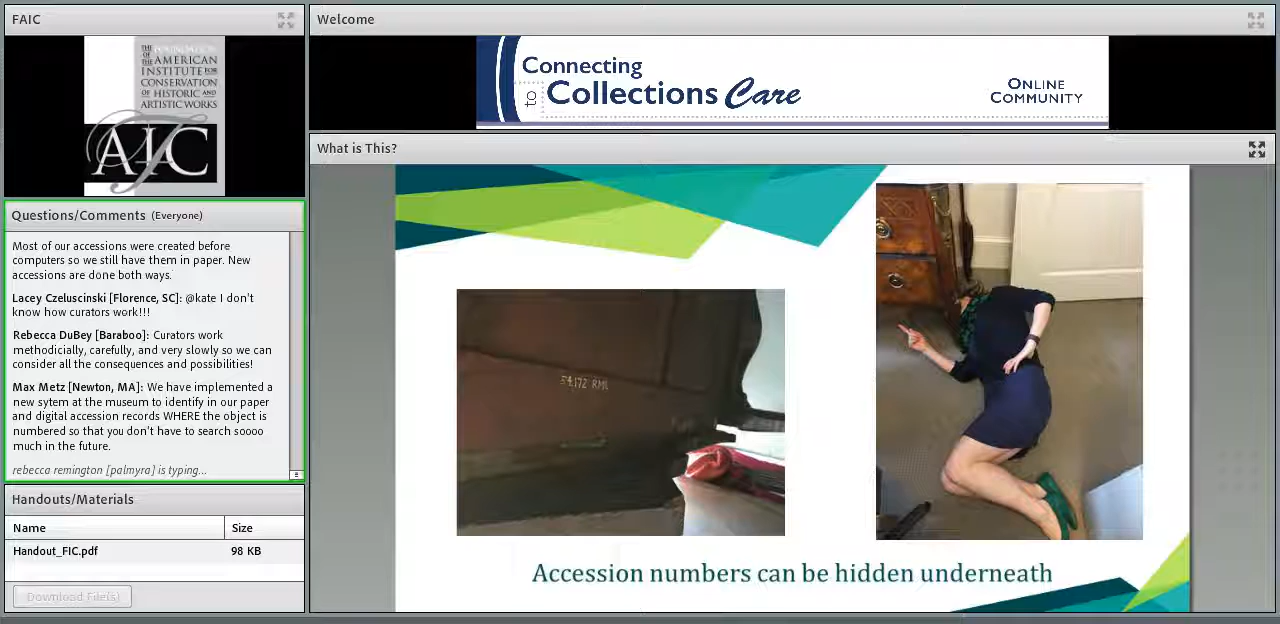 FAIC
THE FOUNDATION
OF THE AMERICAN
INSTITUTE FOR
CONSERVATION
OF HISTORIC AND
ARTISTIC WORKS
AIC
Questions/Comments (Everyone)
Most of our accessions were created before
computers so we still have them in paper. New
accessions are done both ways.
Lacey Czeluscinski [Florence, SC]: @kate I don't
know how curators work!!!
Rebecca DuBey [Baraboo]: Curators work
methodicially, carefully, and very slowly so we can
consider all the consequences and possibilities!
Max Metz [Newton, MA]: We have implemented a
new sytem at the museum to identify in our paper
and digital accession records WHERE the object is
numbered so that you don't have to search soooo
much in the future.
rebecca remington [palmyra] is typing...
Handouts/Materials
Name Size
Handout_FIC.pdf 98 KB
Download File(s)
Welcome
Connecting
to Collections Care
ONLINE
COMMUNITY
What is This?
Accession numbers can be hidden underneath